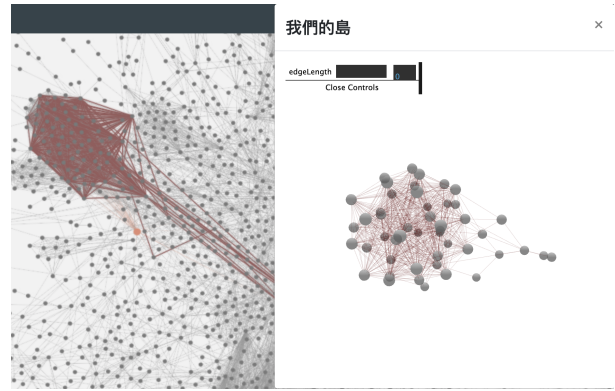 我們的島
×
edgeLength 0
Close Controls